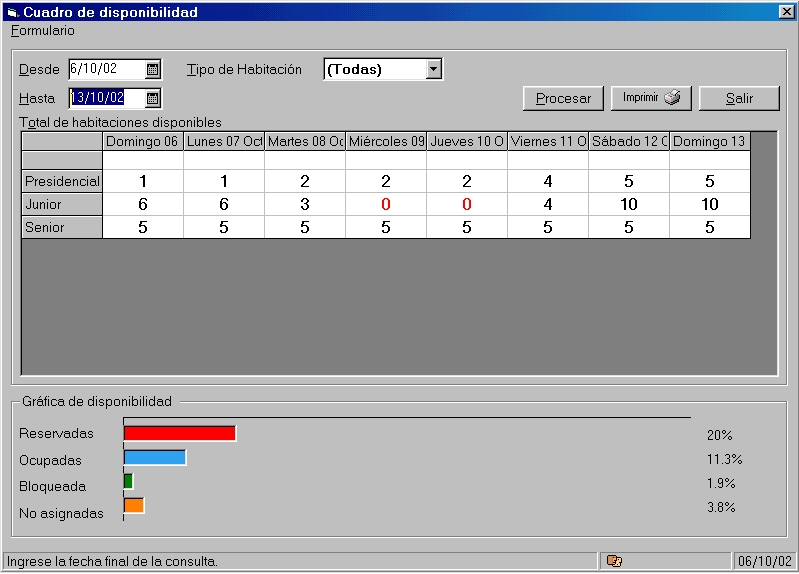 Cuadro de disponibilidad
Formulario
Desde 6/10/02 Tipo de Habitación (Todas)
Hasta 13/10/02 Procesar Imprimir Salir
Total de habitaciones disponibles
Domingo 06 Lunes 07 Oct Martes 08 Oc Miércoles 09 Jueves 10 O Viernes 11 O Sábado 12 O Domingo 13
Presidencial 1 1 2 2 2 4 5 5
Junior 6 6 3 0 0 4 10 10
Senior 5 5 5 5 5 5 5 5
Gráfica de disponibilidad
Reservadas 20%
Ocupadas 11.3%
Bloqueada 1.9%
No asignadas 3.8%
Ingrese la fecha final de la consulta. 06/10/02